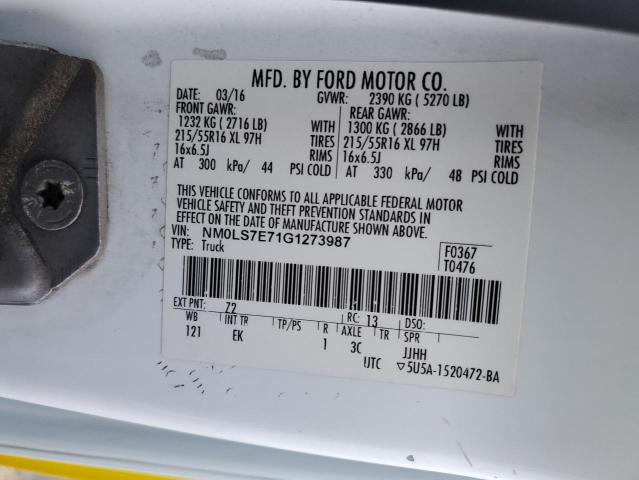 MFD. BY FORD MOTOR CO.
DATE: 03/16 GVWR: 2390 KG ( 5270 LB)
FRONT GAWR: REAR GAWR:
1232 KG ( 2716 LB) WITH 1300 KG ( 2866 LB) WITH
215/55R16 XL 97H TIRES 215/55R16 XL 97H TIRES
16x6.5J RIMS 16x6.5J RIMS
AT 300 kPa/ 44 PSI COLD AT 330 kPa/ 48 PSI COLD
THIS VEHICLE CONFORMS TO ALL APPLICABLE FEDERAL MOTOR
VEHICLE SAFETY AND THEFT PREVENTION STANDARDS IN
EFFECT ON THE DATE OF MANUFACTURE SHOWN ABOVE.
VIN: NM0LS7E71G1273987 F0367
TYPE: Truck T0476
EXT PNT: Z2 RC: 13 DSO:
WB INT TR TP/PS R AXLE TR SPR
121 EK 1 3C JJHH
UTC ▽5U5A-1520472-BA